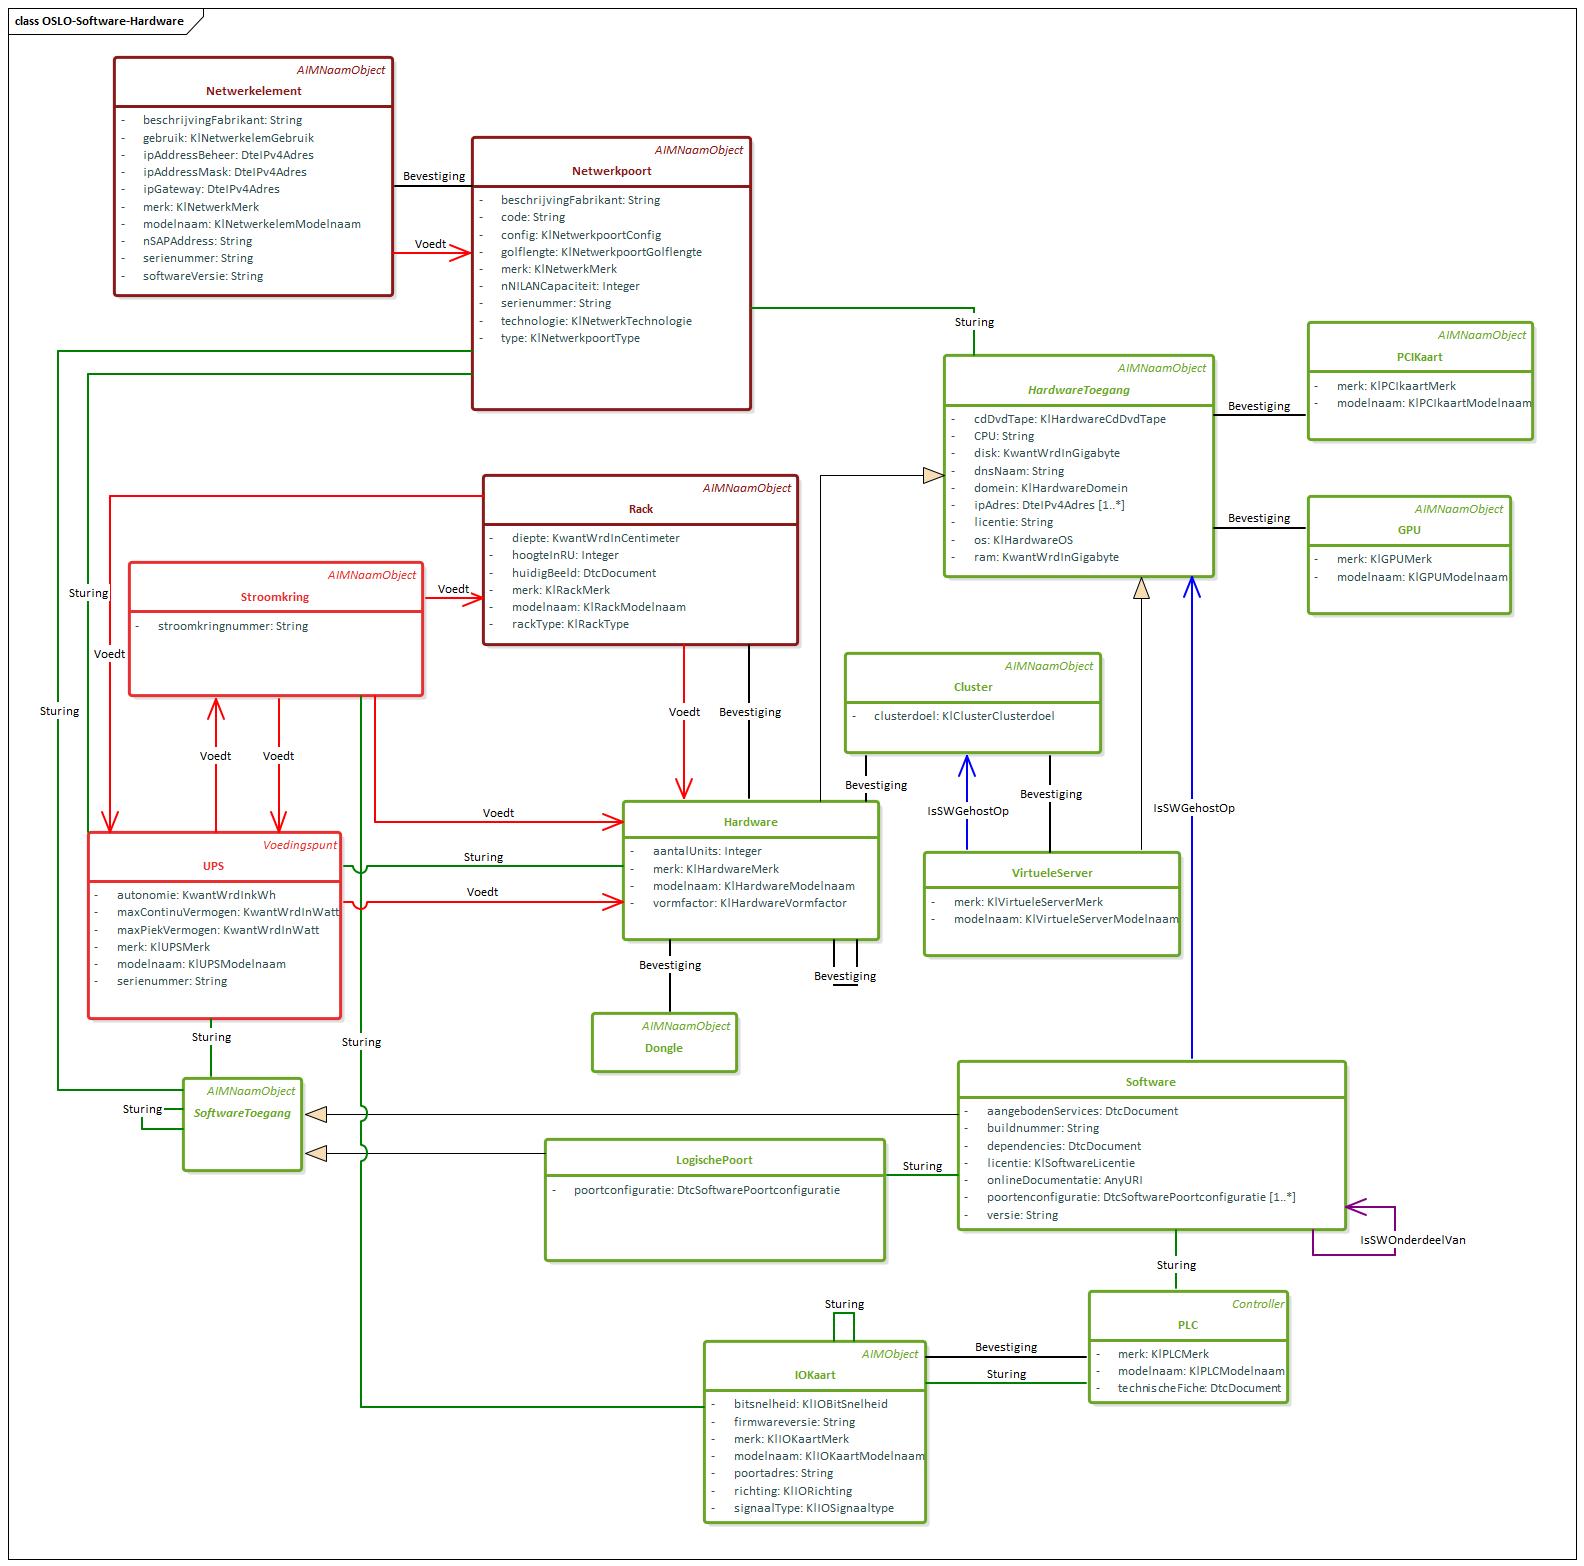 class OSLO-Software-Hardware
AIMNaamObject
Netwerkelement
- beschrijvingFabrikant: String
- gebruik: KlNetwerkelemGebruik
- ipAddressBeheer: DteIPv4Adres
- ipAddressMask: DteIPv4Adres
- ipGateway: DteIPv4Adres
- merk: KlNetwerkMerk
- modelnaam: KlNetwerkelemModelnaam
- nSAPAddress: String
- serienummer: String
- softwareVersie: String
Bevestiging
Voedt
AIMNaamObject
Netwerkpoort
- beschrijvingFabrikant: String
- code: String
- config: KlNetwerkpoortConfig
- golflengte: KlNetwerkpoortGolflengte
- merk: KlNetwerkMerk
- nNILANCapaciteit: Integer
- serienummer: String
- technologie: KlNetwerkTechnologie
- type: KlNetwerkpoortType
Sturing
AIMNaamObject
HardwareToegang
- cdDvdTape: KlHardwareCdDvdTape
- CPU: String
- disk: KwantWrdInGigabyte
- dnsNaam: String
- domein: KlHardwareDomein
- ipAdres: DteIPv4Adres [1..*]
- licentie: String
- os: KlHardwareOS
- ram: KwantWrdInGigabyte
Bevestiging
AIMNaamObject
PCIKaart
- merk: KlPCIkaartMerk
- modelnaam: KlPCIkaartModelnaam
Bevestiging
AIMNaamObject
GPU
- merk: KlGPUMerk
- modelnaam: KlGPUModelnaam
AIMNaamObject
Rack
- diepte: KwantWrdInCentimeter
- hoogteInRU: Integer
- huidigBeeld: DtcDocument
- merk: KlRackMerk
- modelnaam: KlRackModelnaam
- rackType: KlRackType
AIMNaamObject
Stroomkring
- stroomkringnummer: String
Voedt
Sturing
Voedt
Sturing
Voedt
Voedt
Voedt
Bevestiging
AIMNaamObject
Cluster
- clusterdoel: KlClusterClusterdoel
Bevestiging
IsSWGehostOp
Bevestiging
IsSWGehostOp
Voedt
Sturing
Voedt
Hardware
- aantalUnits: Integer
- merk: KlHardwareMerk
- modelnaam: KlHardwareModelnaam
- vormfactor: KlHardwareVormfactor
VirtueleServer
- merk: KlVirtueleServerMerk
- modelnaam: KlVirtueleServerModelnaam
Voedingspunt
UPS
- autonomie: KwantWrdInkWh
- maxContinuVermogen: KwantWrdInWatt
- maxPiekVermogen: KwantWrdInWatt
- merk: KlUPSMerk
- modelnaam: KlUPSModelnaam
- serienummer: String
Bevestiging
Bevestiging
AIMNaamObject
Dongle
Sturing
Sturing
AIMNaamObject
SoftwareToegang
Sturing
Software
- aangebodenServices: DtcDocument
- buildnummer: String
- dependencies: DtcDocument
- licentie: KlSoftwareLicentie
- onlineDocumentatie: AnyURI
- poortenconfiguratie: DtcSoftwarePoortconfiguratie [1..*]
- versie: String
LogischePoort
- poortconfiguratie: DtcSoftwarePoortconfiguratie
Sturing
IsSWOnderdeelVan
Sturing
Controller
PLC
- merk: KlPLCMerk
- modelnaam: KlPLCModelnaam
- technischeFiche: DtcDocument
Sturing
Bevestiging
Sturing
AIMObject
IOKaart
- bitsnelheid: KlIOBitSnelheid
- firmwareversie: String
- merk: KlIOKaartMerk
- modelnaam: KlIOKaartModelnaam
- poortadres: String
- richting: KlIORichting
- signaalType: KlIOSignaaltype